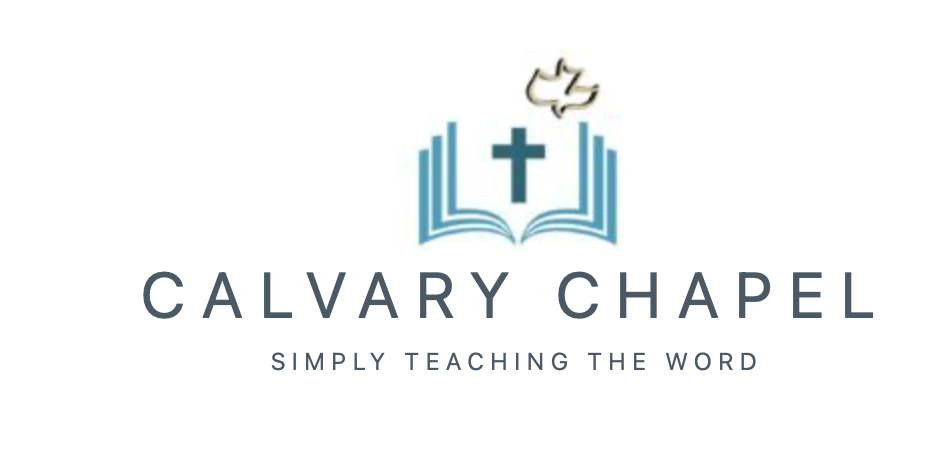 CALVARY CHAPEL
SIMPLY TEACHING THE WORD